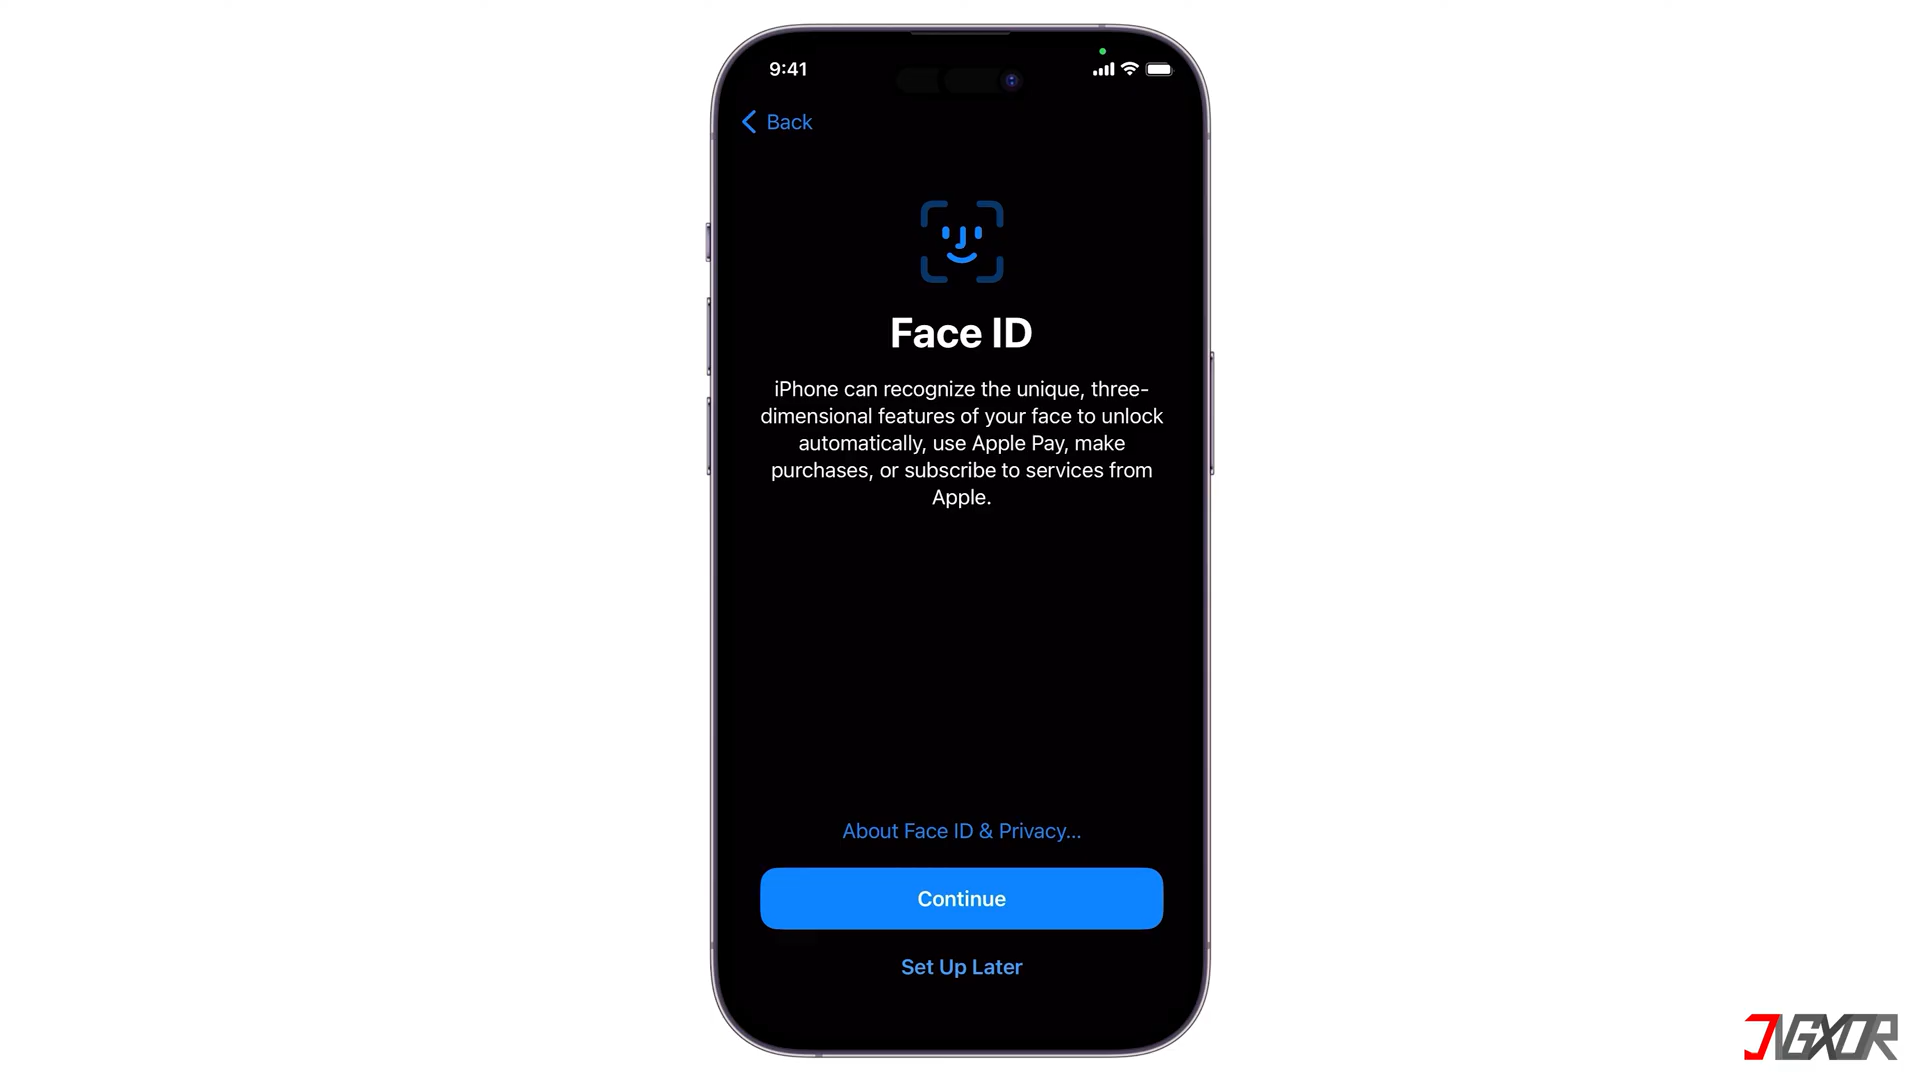 9:41
Back
Face ID
iPhone can recognize the unique, three-
dimensional features of your face to unlock
automatically, use Apple Pay, make
purchases, or subscribe to services from
Apple.
About Face ID & Privacy...
Continue
Set Up Later
JVGXOR